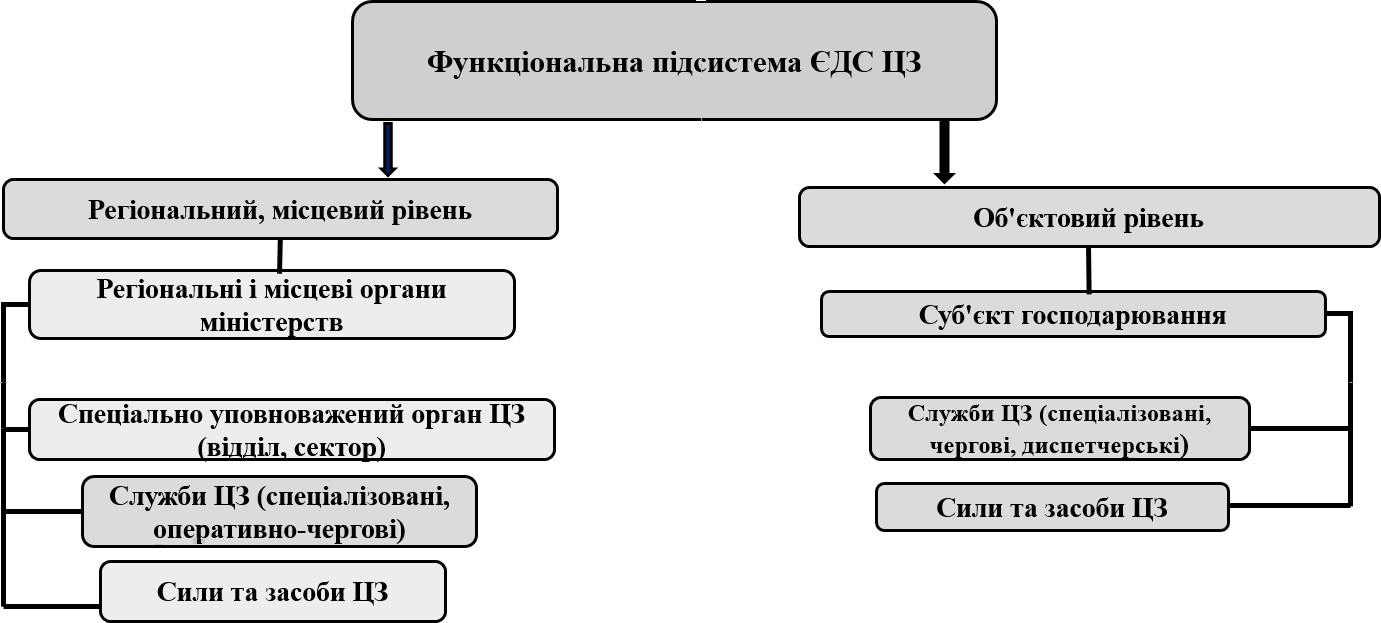 Функціональна підсистема ЄДС ЦЗ
Регіональний, місцевий рівень
Регіональні і місцеві органи
міністерств
Спеціально уповноважений орган ЦЗ
(відділ, сектор)
Служби ЦЗ (спеціалізовані,
оперативно-чергові)
Сили та засоби ЦЗ
Об'єктовий рівень
Суб'єкт господарювання
Служби ЦЗ (спеціалізовані,
чергові, диспетчерські)
Сили та засоби ЦЗ